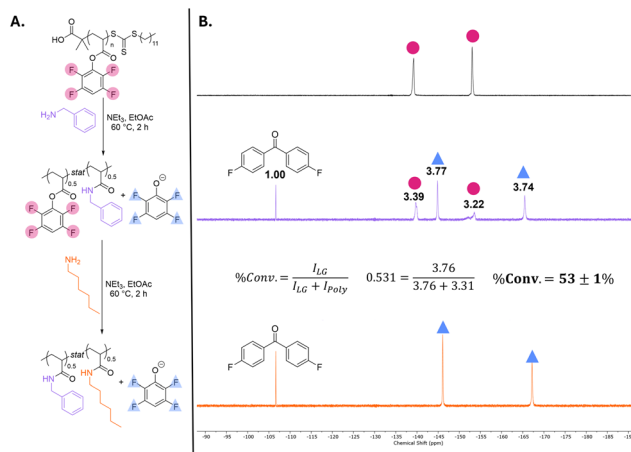 A.
B.
HO
O
n
S
S
S
11
O
O
F
F
F
F
H₂N
NEt₃, EtOAc
60 °C, 2 h
0.5
stat
0.5
O
O
HN
O
F
F
F
F
+
O⊖
F
F
F
F
NH₂
NEt₃, EtOAc
60 °C, 2 h
0.5
stat
0.5
HN
O
HN
O
+
O⊖
F
F
F
F
O
F
F
1.00
3.39
3.77
3.22
3.74
%Conv. = I_LG / (I_LG + I_Poly) 0.531 = 3.76 / (3.76 + 3.31) %Conv. = 53 ± 1%
O
F
F
-90 -95 -100 -105 -110 -115 -120 -125 -130 -135 -140 -145 -150 -155 -160 -165 -170 -175 -180 -185
Chemical Shift (ppm)